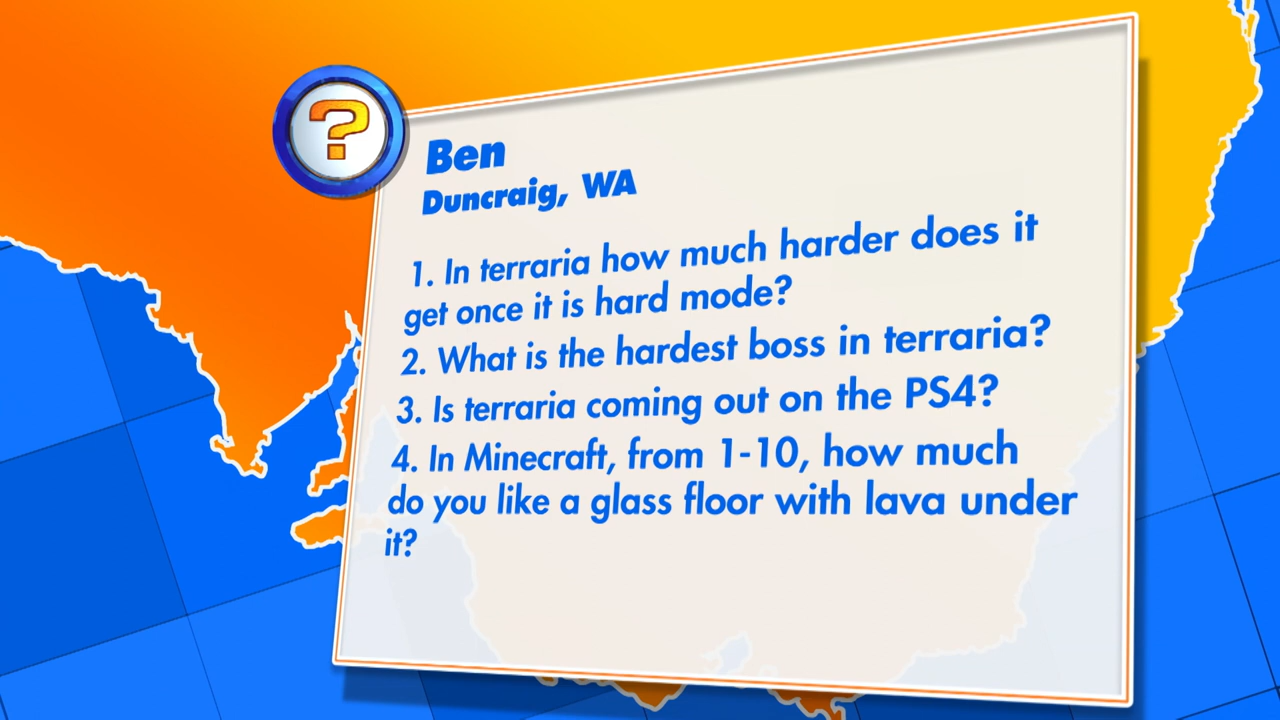 ?
Ben
Duncraig, WA
1. In terraria how much harder does it
get once it is hard mode?
2. What is the hardest boss in terraria?
3. Is terraria coming out on the PS4?
4. In Minecraft, from 1-10, how much
do you like a glass floor with lava under
it?